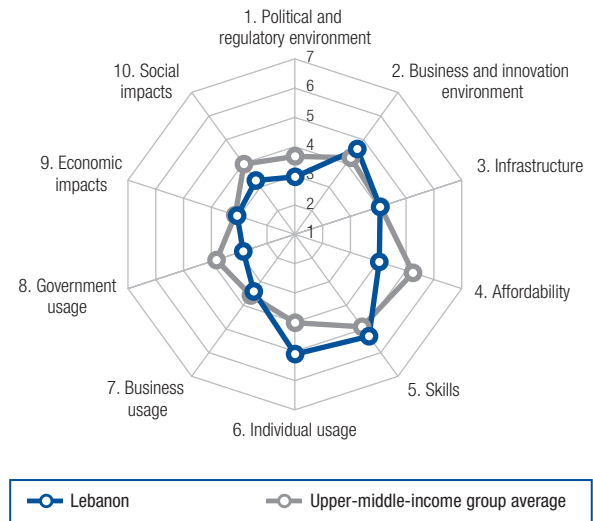 1. Political and
regulatory environment
2. Business and innovation
environment
3. Infrastructure
4. Affordability
5. Skills
6. Individual usage
7. Business
usage
8. Government
usage
9. Economic
impacts
10. Social
impacts
7
6
5
4
3
2
1
Lebanon
Upper-middle-income group average